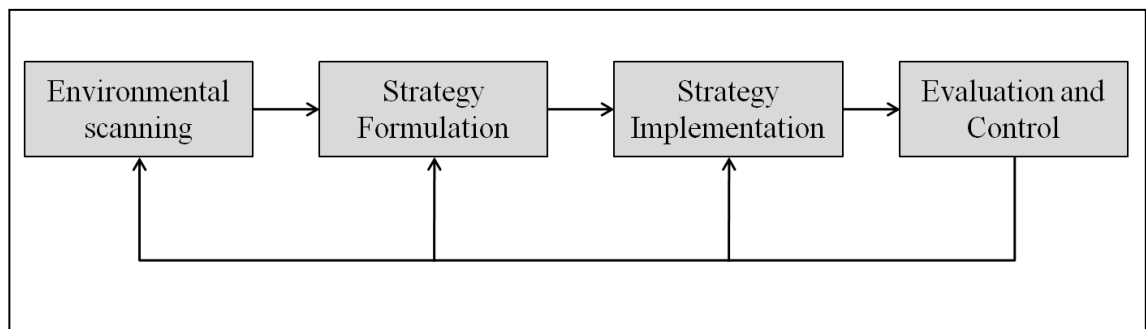 Environmental
scanning
Strategy
Formulation
Strategy
Implementation
Evaluation and
Control